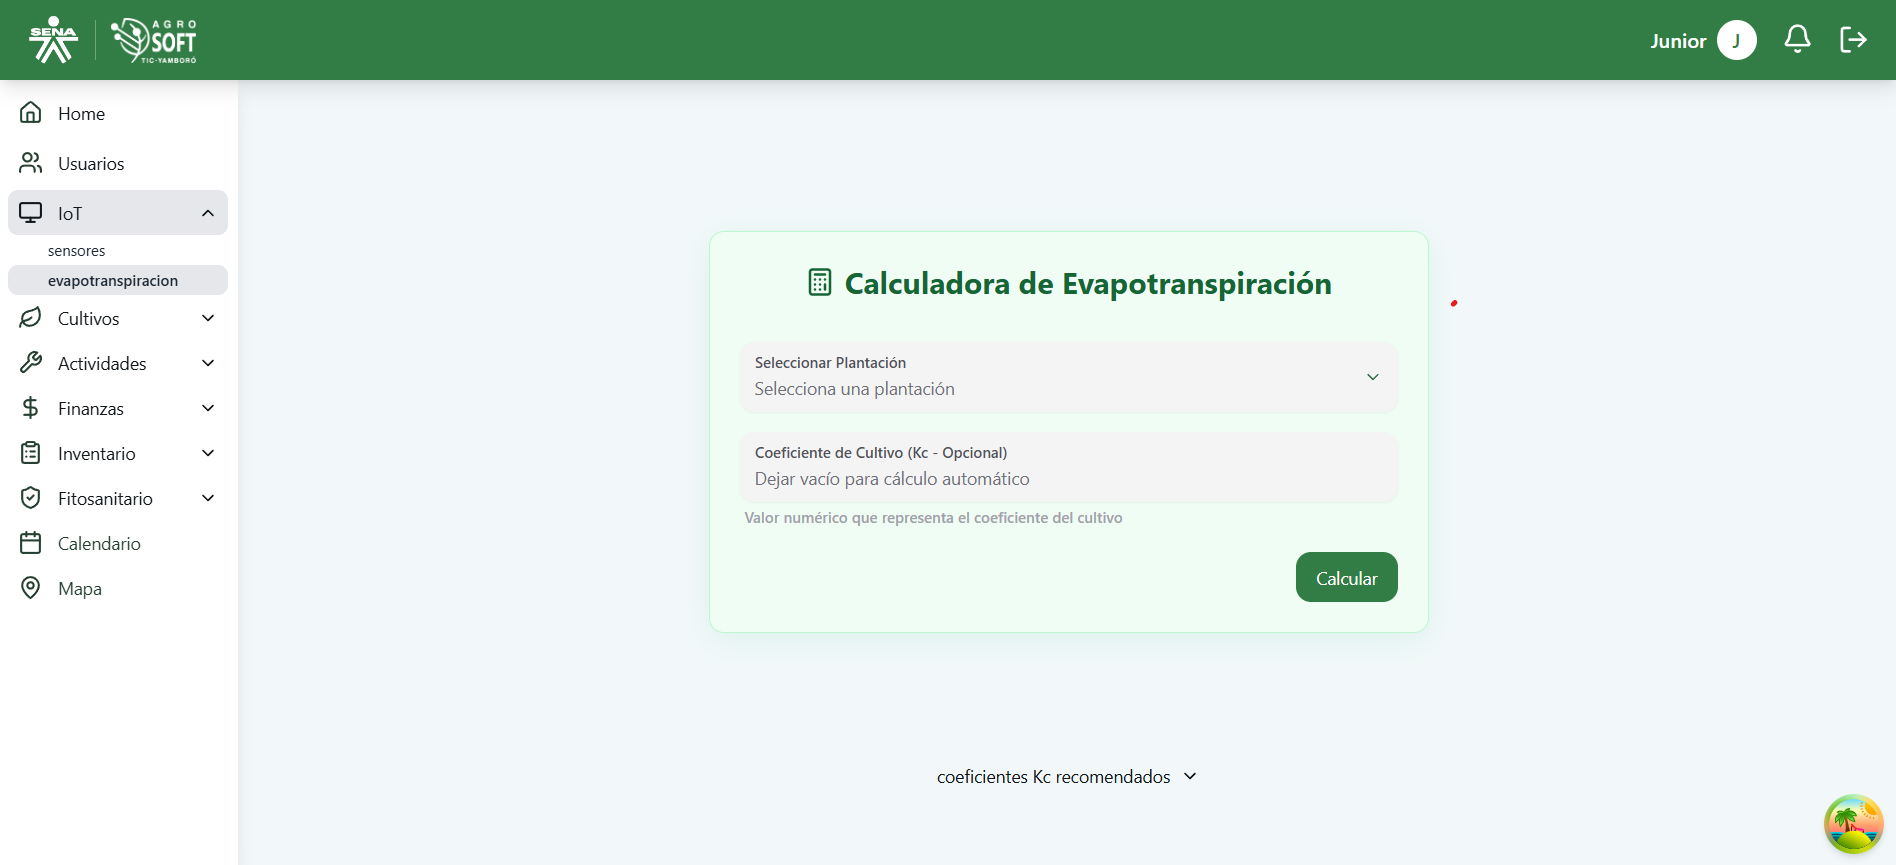 SENA
AGRO
SOFT
TIC-YAMBORÓ
Junior
J
Home
Usuarios
IoT
sensores
evapotranspiracion
Cultivos
Actividades
Finanzas
Inventario
Fitosanitario
Calendario
Mapa
Calculadora de Evapotranspiración
Seleccionar Plantación
Selecciona una plantación
Coeficiente de Cultivo (Kc - Opcional)
Dejar vacío para cálculo automático
Valor numérico que representa el coeficiente del cultivo
Calcular
coeficientes Kc recomendados